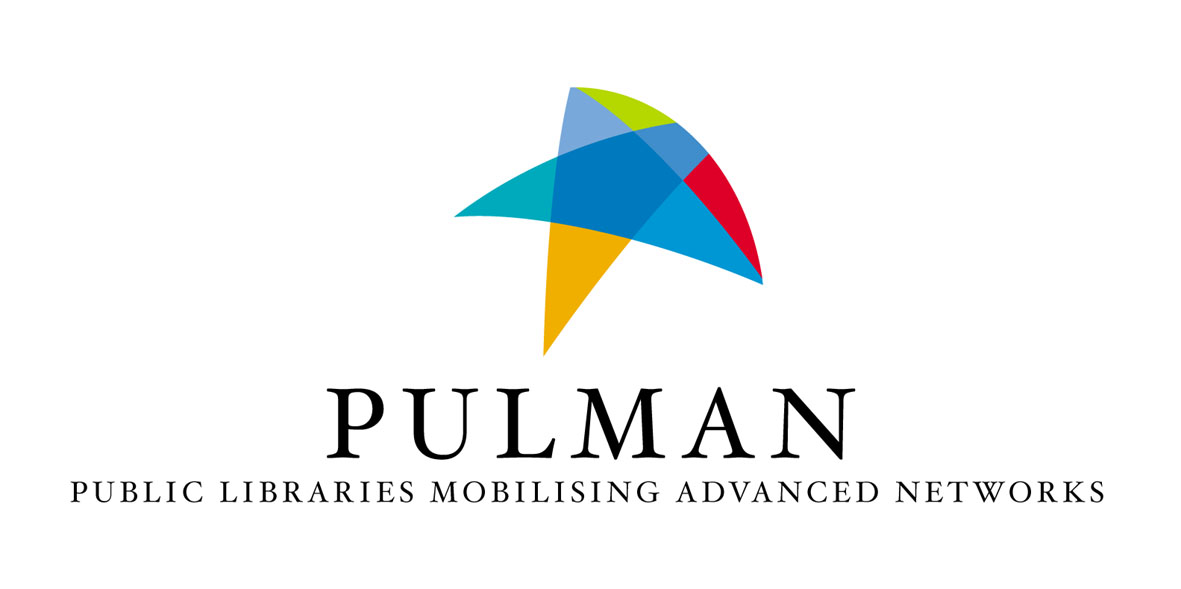 PULMAN
PUBLIC LIBRARIES MOBILISING ADVANCED NETWORKS